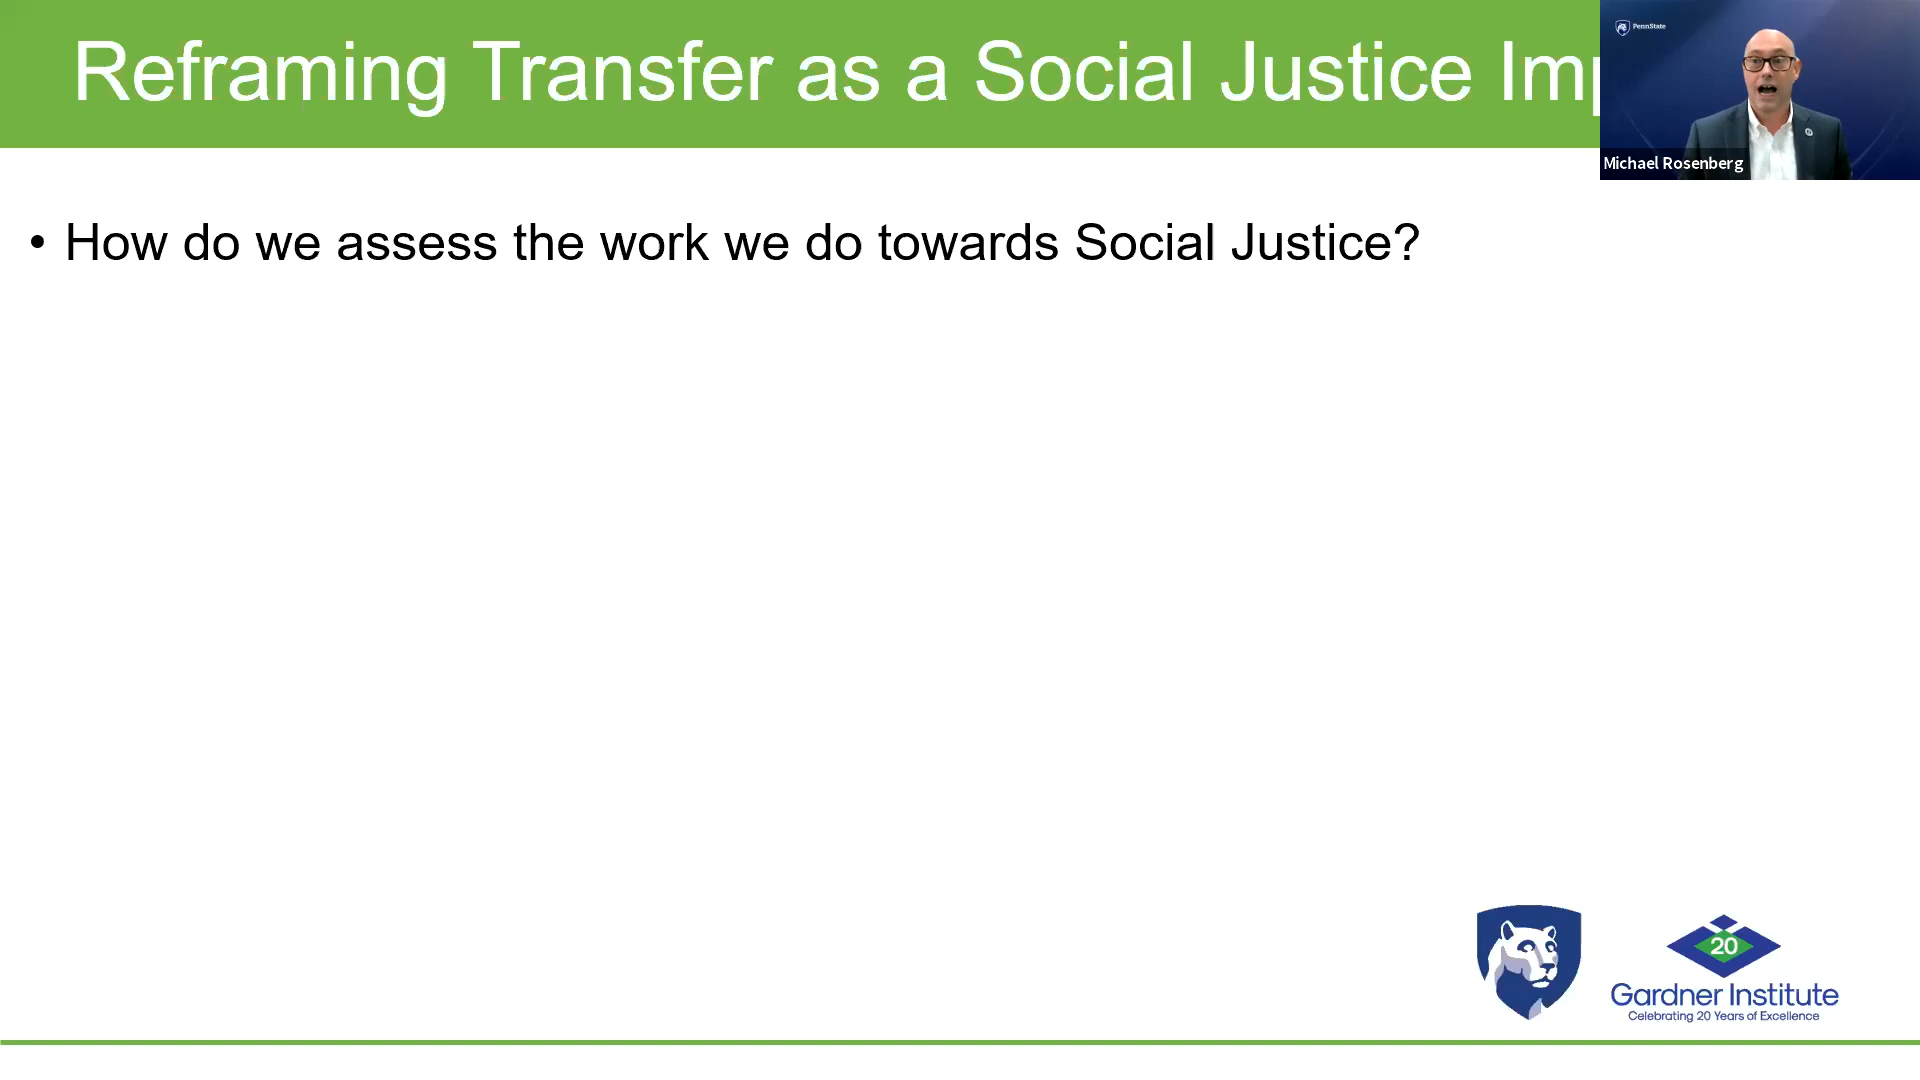 Reframing Transfer as a Social Justice
PennState
Michael Rosenberg
• How do we assess the work we do towards Social Justice?
20
Gardner Institute
Celebrating 20 Years of Excellence